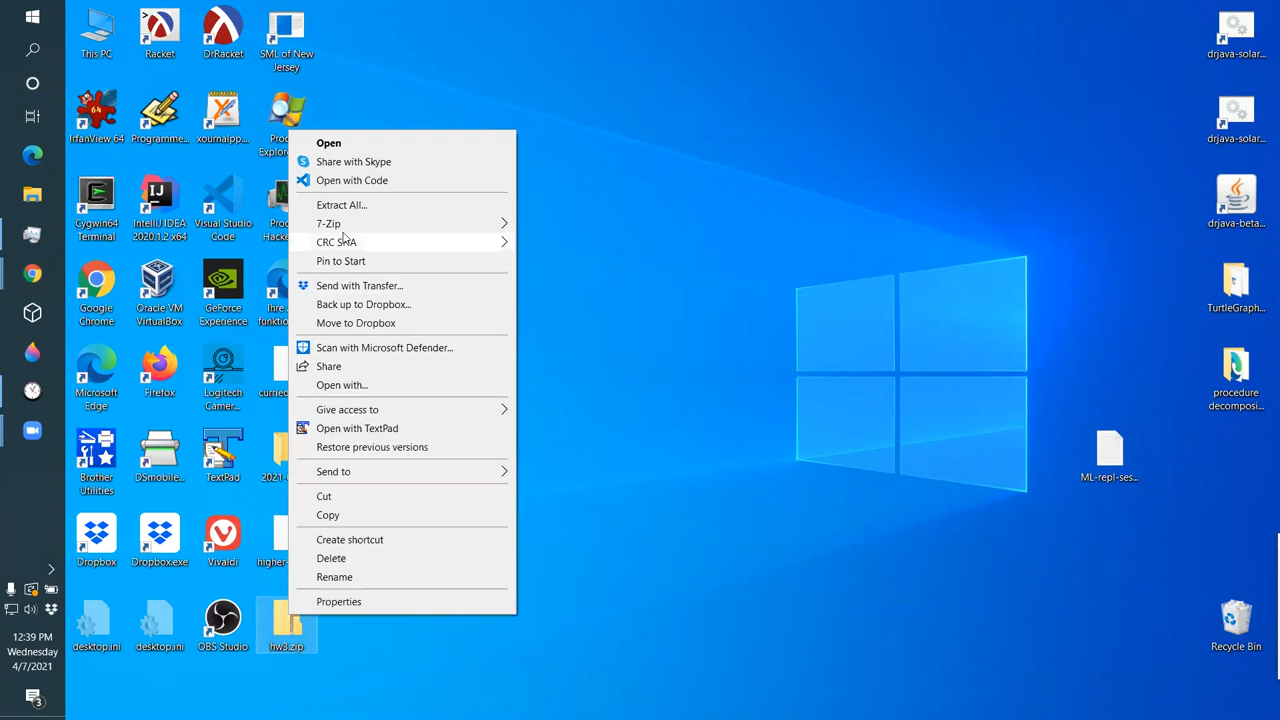 This PC
Racket
DrRacket
SML of New
Jersey
IrfanView 64
Programme...
xournalpp....
Proc
Explor
Cygwin64
Terminal
IntelliJ IDEA
2020.1.2 x64
Visual Studio
Code
Proc
Hacke
Google
Chrome
Oracle VM
VirtualBox
GeForce
Experience
Ihre
funktio
Microsoft
Edge
Firefox
Logitech
Gamer...
curried
Brother
Utilities
DSmobile...
TextPad
2021-0
Dropbox
Dropbox.exe
Vivaldi
higher-
desktop.ini
desktop.ini
OBS Studio
hw3.zip
Open
Share with Skype
Open with Code
Extract All...
7-Zip
CRC SHA
Pin to Start
Send with Transfer...
Back up to Dropbox...
Move to Dropbox
Scan with Microsoft Defender...
Share
Open with...
Give access to
Open with TextPad
Restore previous versions
Send to
Cut
Copy
Create shortcut
Delete
Rename
Properties
drjava-solar...
drjava-solar...
drjava-beta...
TurtleGraph...
procedure
decomposi...
ML-repl-ses...
Recycle Bin
12:39 PM
Wednesday
4/7/2021
3